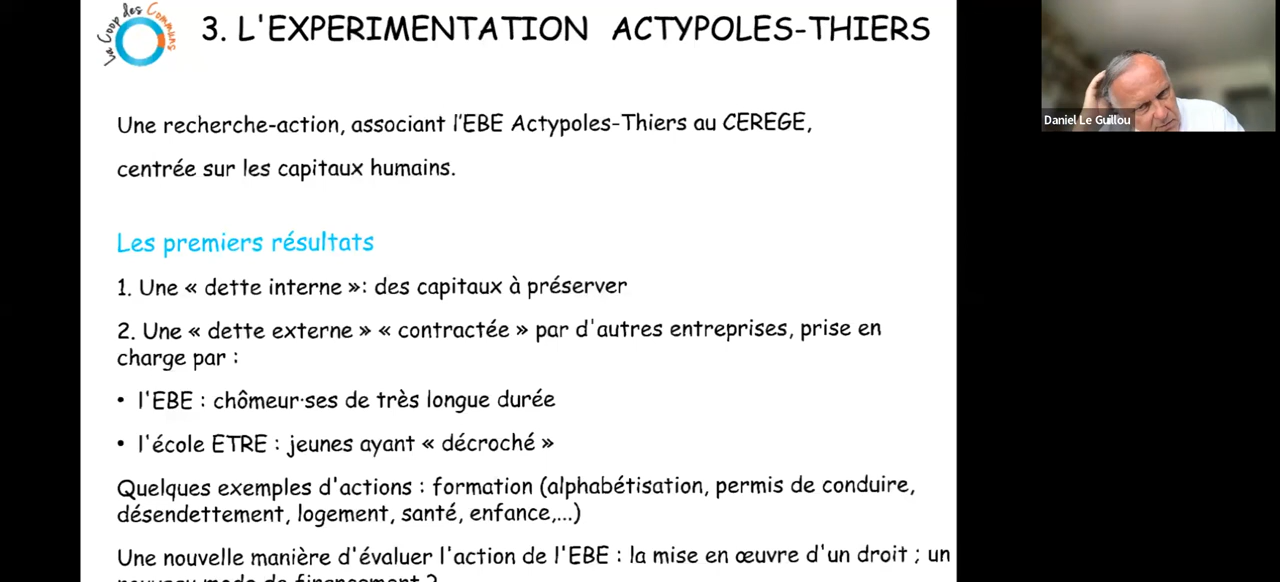 La Coop des Communs
3. L'EXPERIMENTATION ACTYPOLES-THIERS
Daniel Le Guillou
Une recherche-action, associant l'EBE Actypoles-Thiers au CEREGE,
centrée sur les capitaux humains.
Les premiers résultats
1. Une « dette interne »: des capitaux à préserver
2. Une « dette externe » « contractée » par d'autres entreprises, prise en
charge par :
• l'EBE : chômeur·ses de très longue durée
• l'école ETRE : jeunes ayant « décroché »
Quelques exemples d'actions : formation (alphabétisation, permis de conduire,
désendettement, logement, santé, enfance,...)
Une nouvelle manière d'évaluer l'action de l'EBE : la mise en œuvre d'un droit ; un
nouveau mode de financement ?